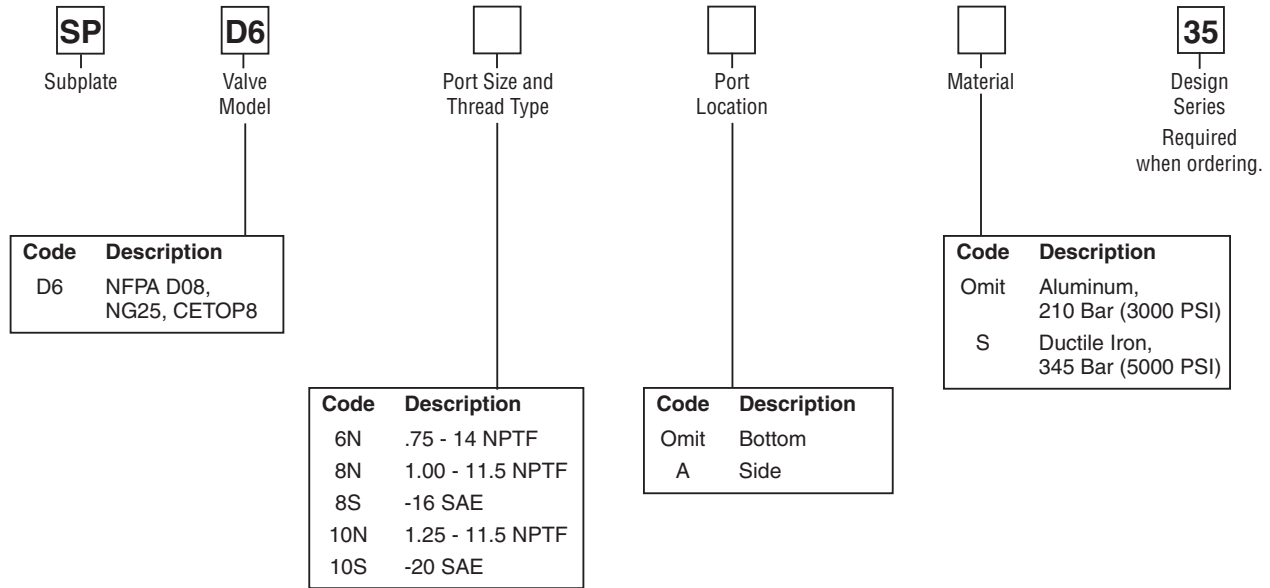 SP
Subplate
D6
Valve
Model
Port Size and
Thread Type
Port
Location
Material
35
Design
Series
Required
when ordering.
Code Description
D6 NFPA D08,
NG25, CETOP8
Code Description
6N .75 - 14 NPTF
8N 1.00 - 11.5 NPTF
8S -16 SAE
10N 1.25 - 11.5 NPTF
10S -20 SAE
Code Description
Omit Bottom
A Side
Code Description
Omit Aluminum,
210 Bar (3000 PSI)
S Ductile Iron,
345 Bar (5000 PSI)